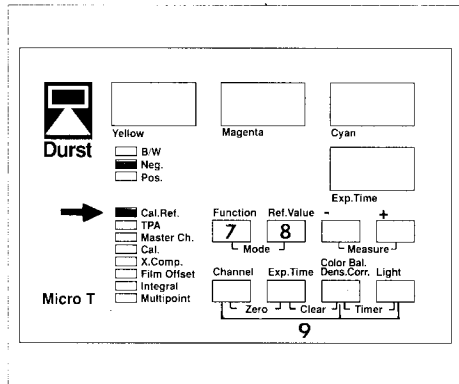 Yellow Magenta Cyan
Durst
B/W
Neg.
Pos.
Exp.Time
Cal.Ref.
TPA
Master Ch.
Cal.
X.Comp.
Film Offset
Integral
Multipoint
Function Ref.Value - +
7 8
Mode Measure
Channel Exp.Time Color Bal. Dens.Corr. Light
Zero Clear Timer
Micro T
9